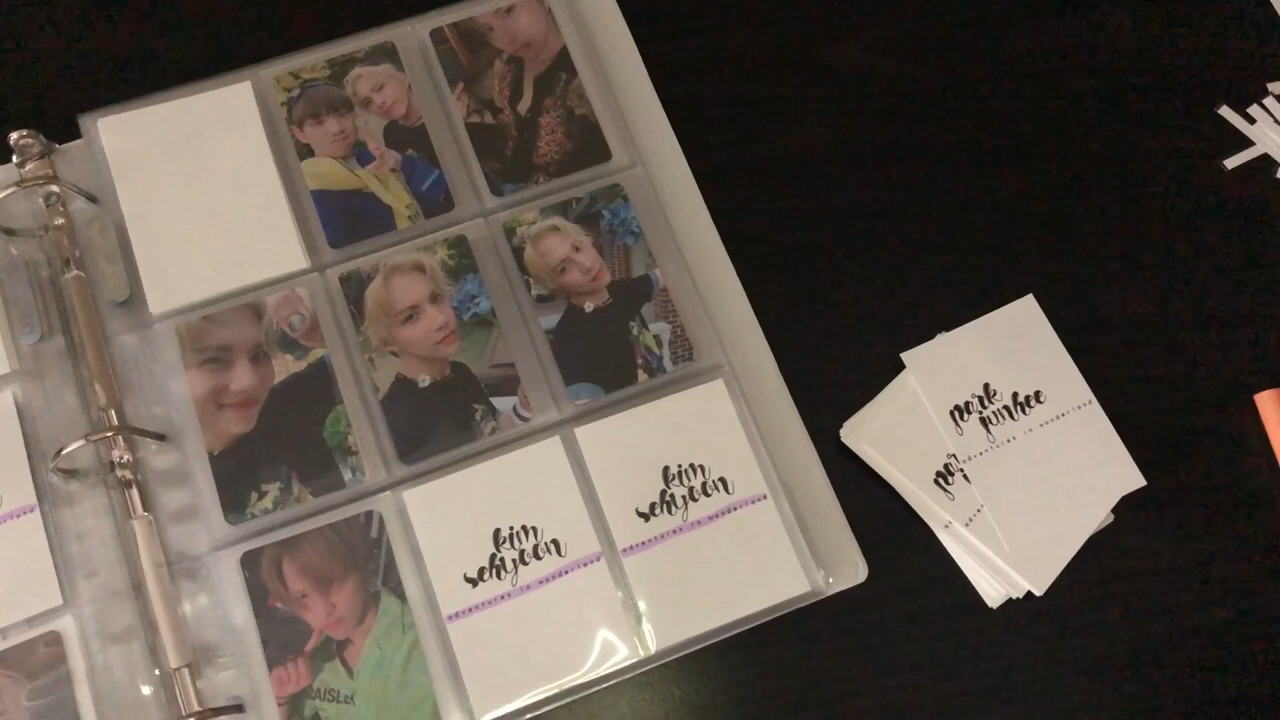 kim
sehyoon
adventures in wonderland
kim
sehyoon
adventures in wonderland
park
junhee
adventures in wonderland